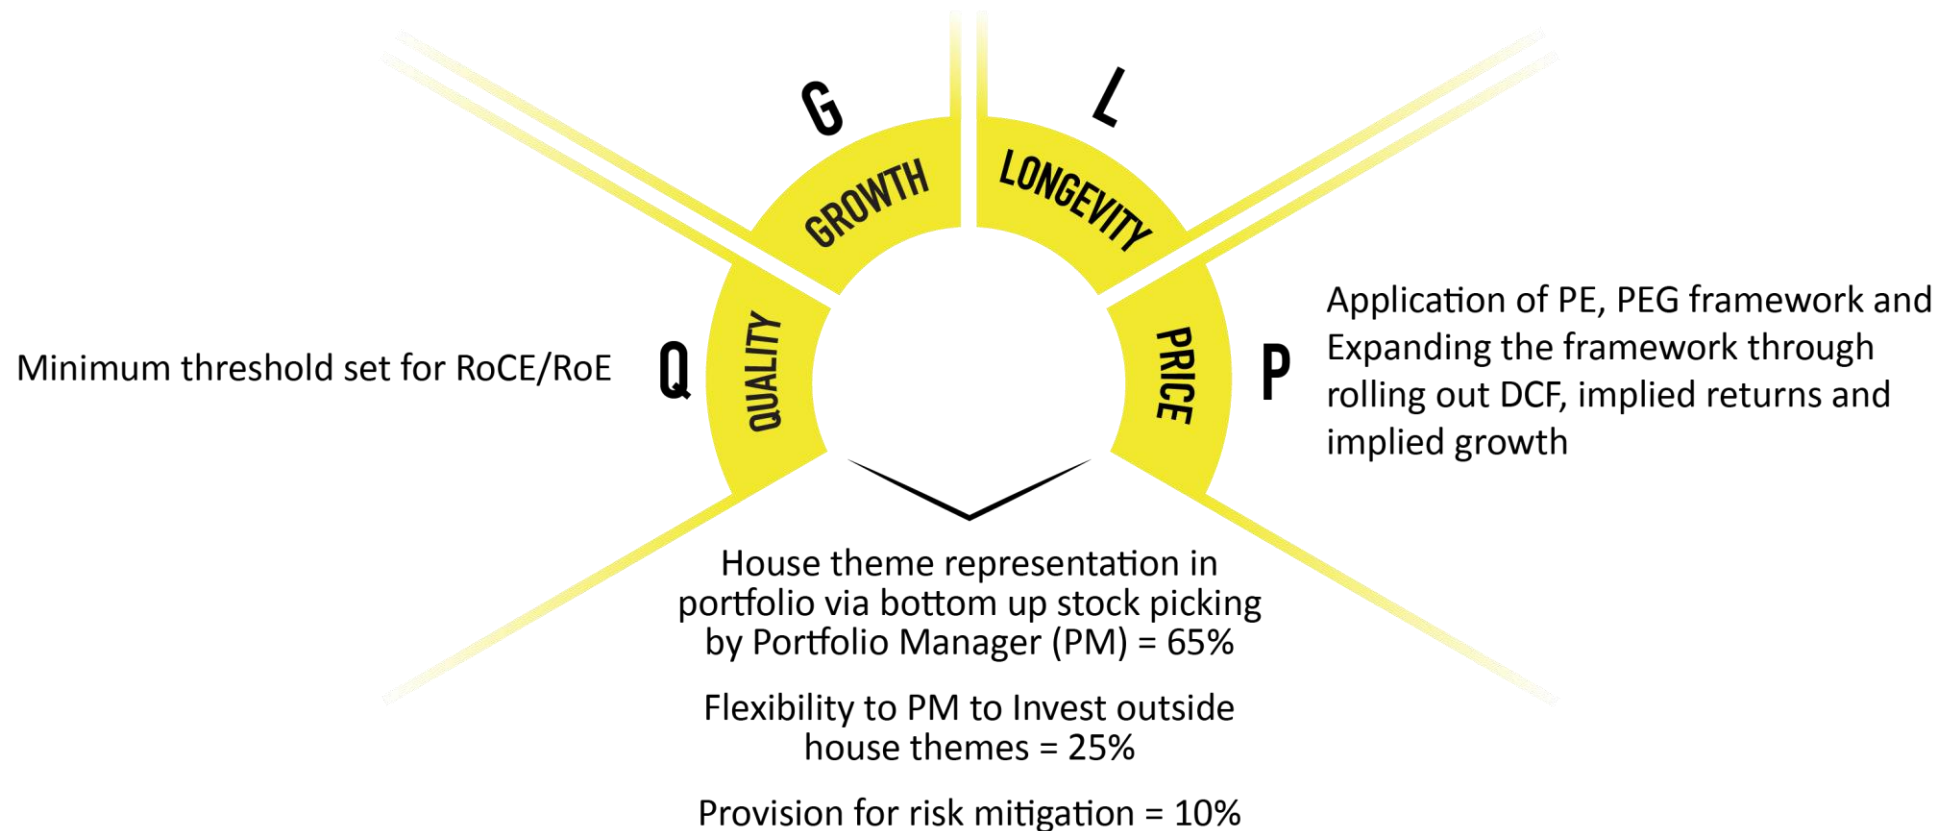 G
L
GROWTH
LONGEVITY
QUALITY
PRICE
Q
P
Minimum threshold set for RoCE/RoE
Application of PE, PEG framework and
Expanding the framework through
rolling out DCF, implied returns and
implied growth
House theme representation in
portfolio via bottom up stock picking
by Portfolio Manager (PM) = 65%
Flexibility to PM to Invest outside
house themes = 25%
Provision for risk mitigation = 10%